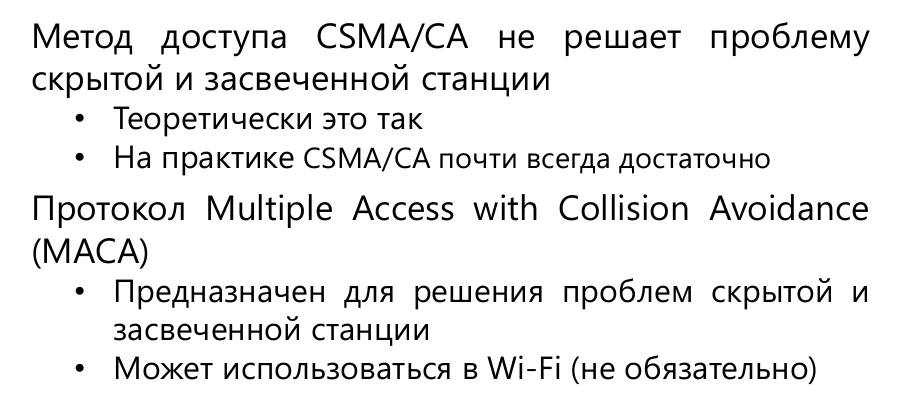 Метод доступа CSMA/CA не решает проблему
скрытой и засвеченной станции
• Теоретически это так
• На практике CSMA/CA почти всегда достаточно
Протокол Multiple Access with Collision Avoidance
(MACA)
• Предназначен для решения проблем скрытой и
засвеченной станции
• Может использоваться в Wi-Fi (не обязательно)